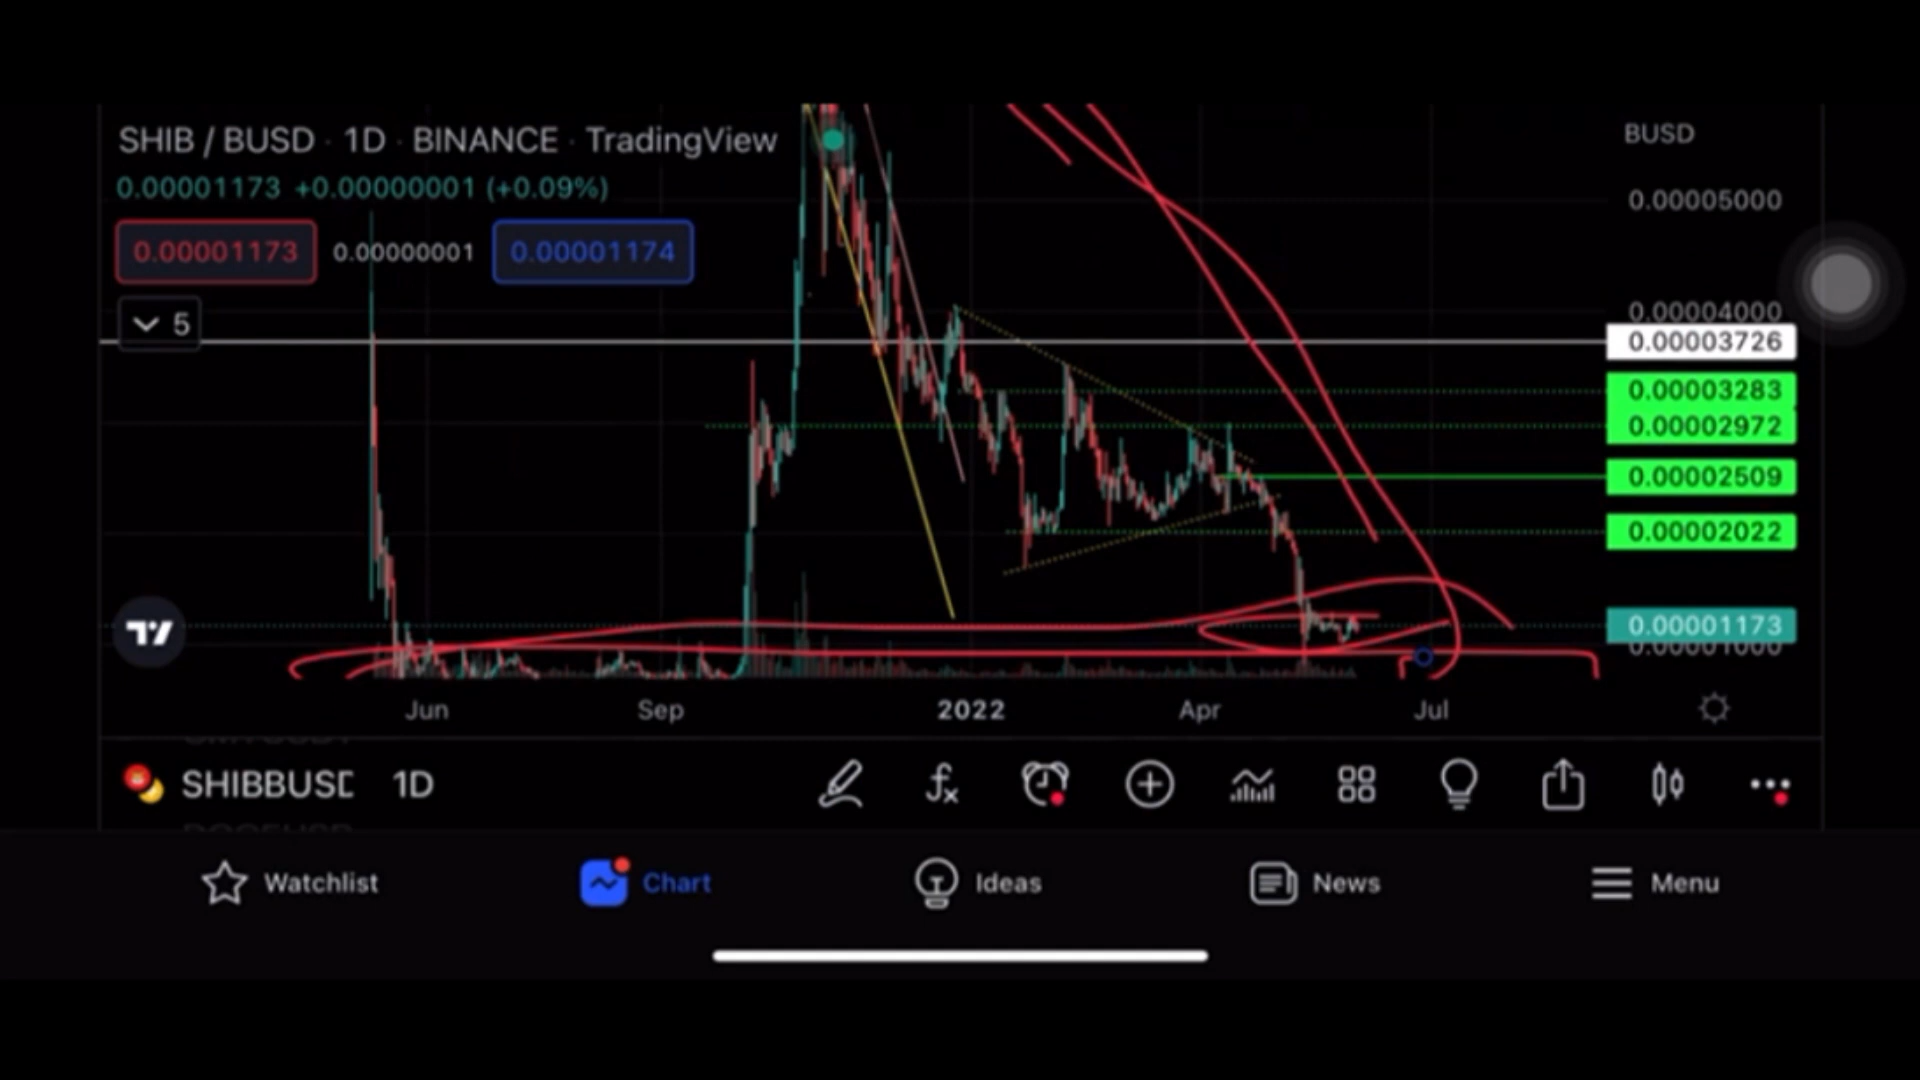 SHIB / BUSD · 1D · BINANCE · TradingView
BUSD
0.00001173 +0.00000001 (+0.09%)
0.00005000
0.00001173 0.00000001 0.00001174
5
0.00004000
0.00003726
0.00003283
0.00002972
0.00002509
0.00002022
0.00001173
0.00001000
Jun Sep 2022 Apr Jul
SHIBBUSD 1D
Watchlist Chart Ideas News Menu